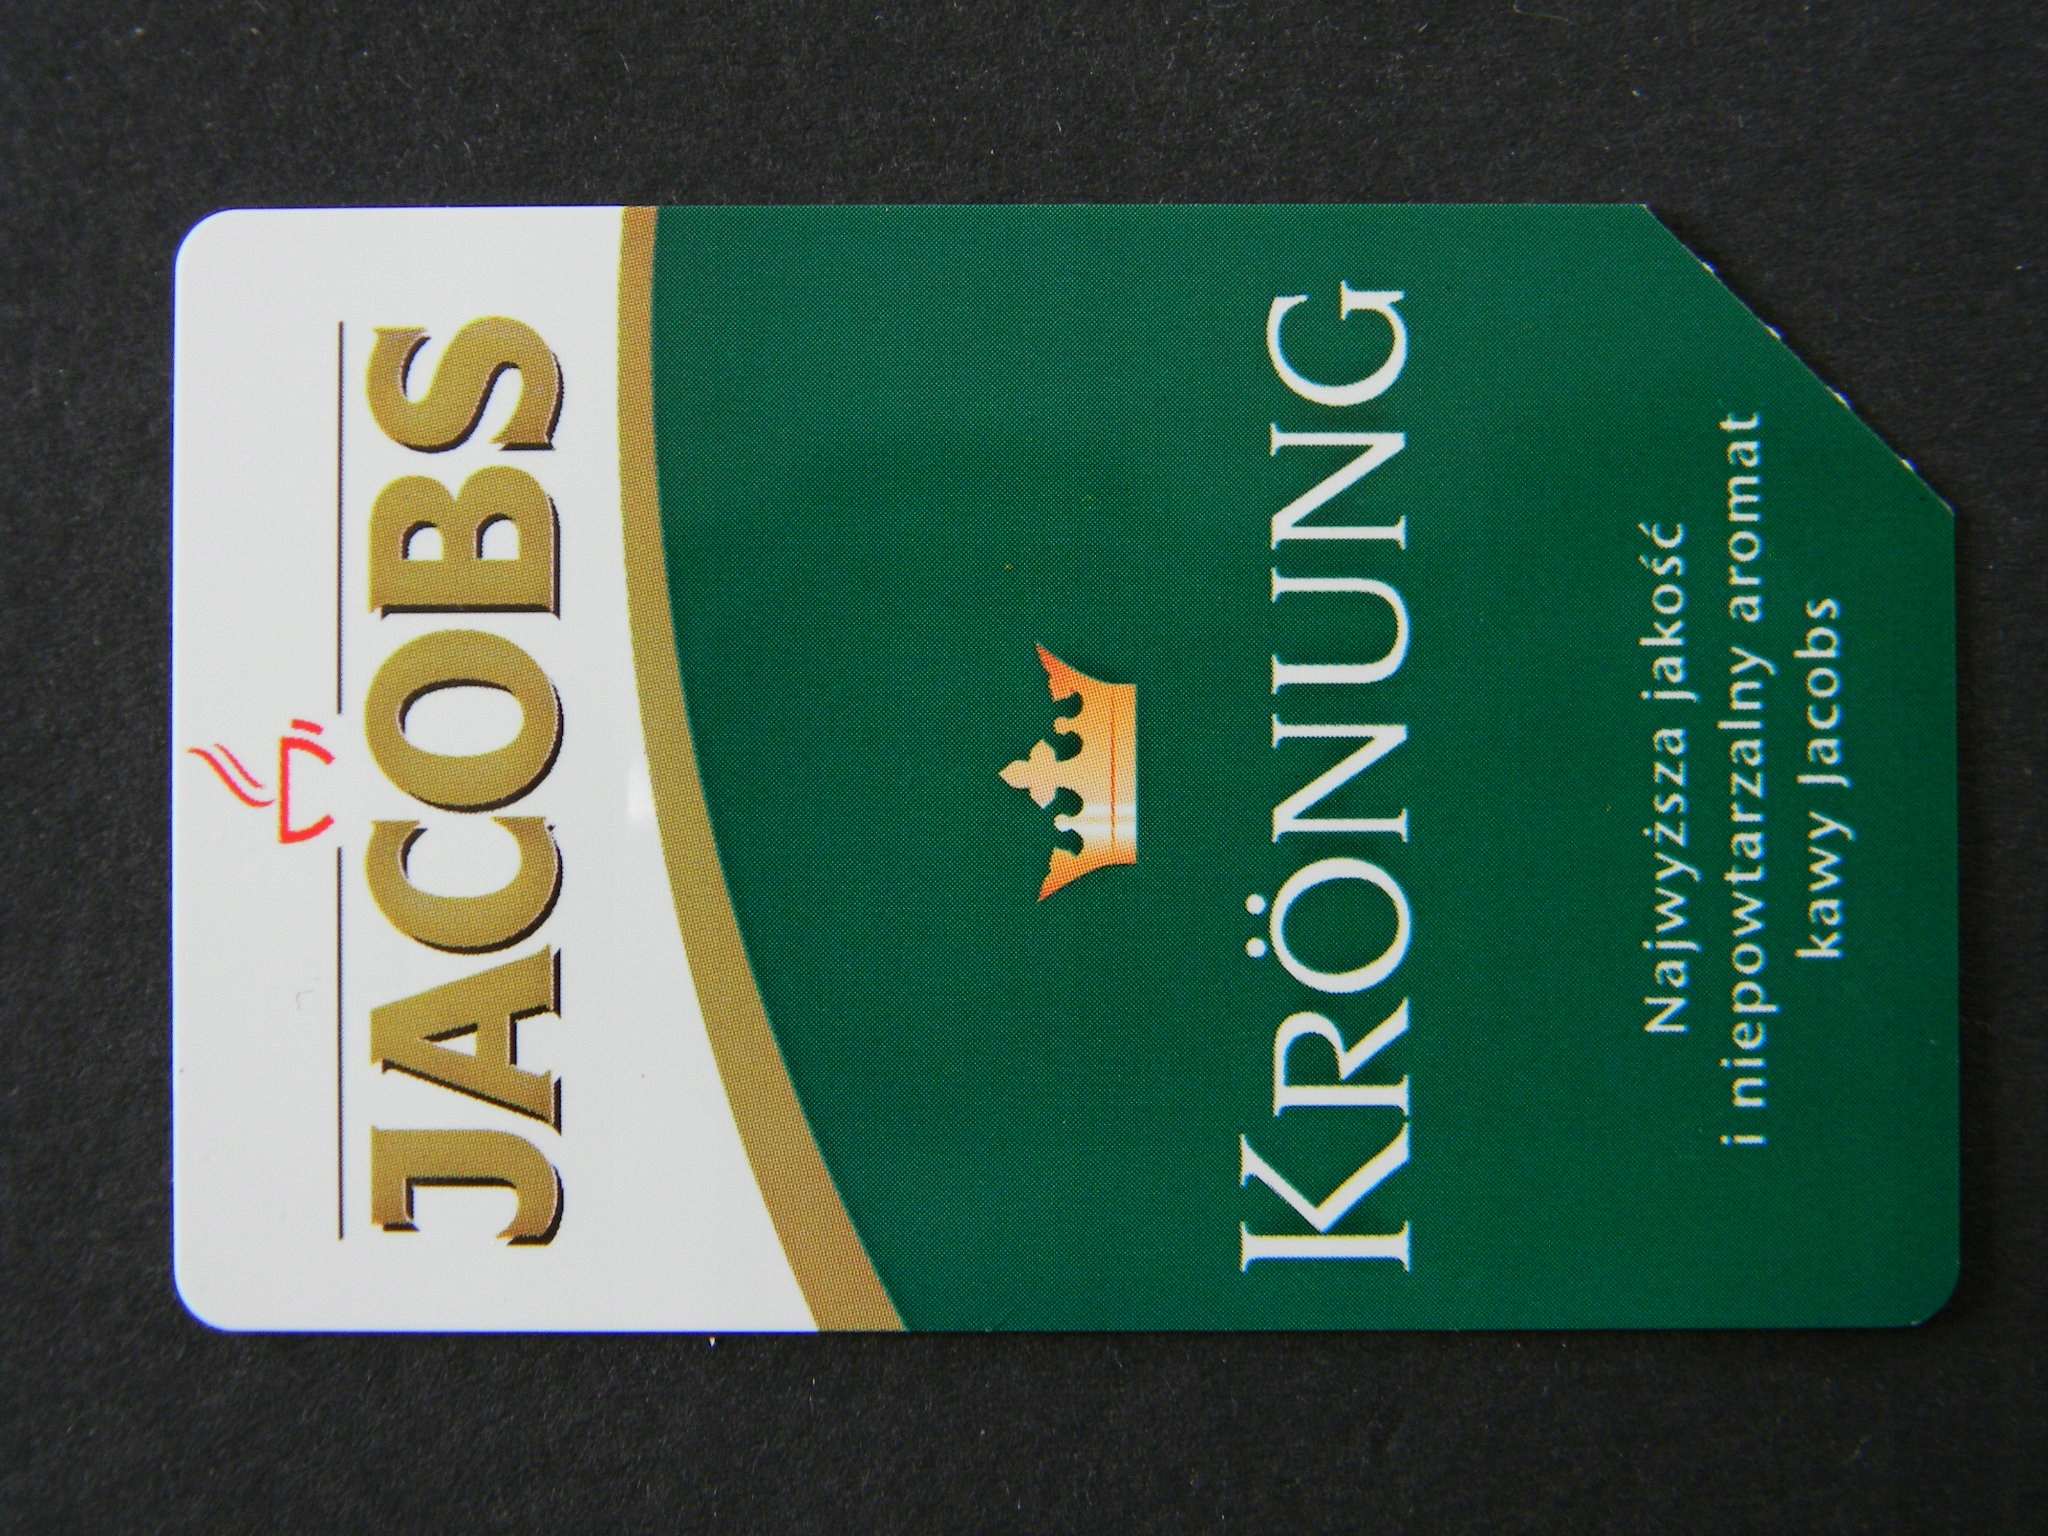 JACOBS
KRÖNUNG
Najwyższa jakość
i niepowtarzalny aromat
kawy Jacobs